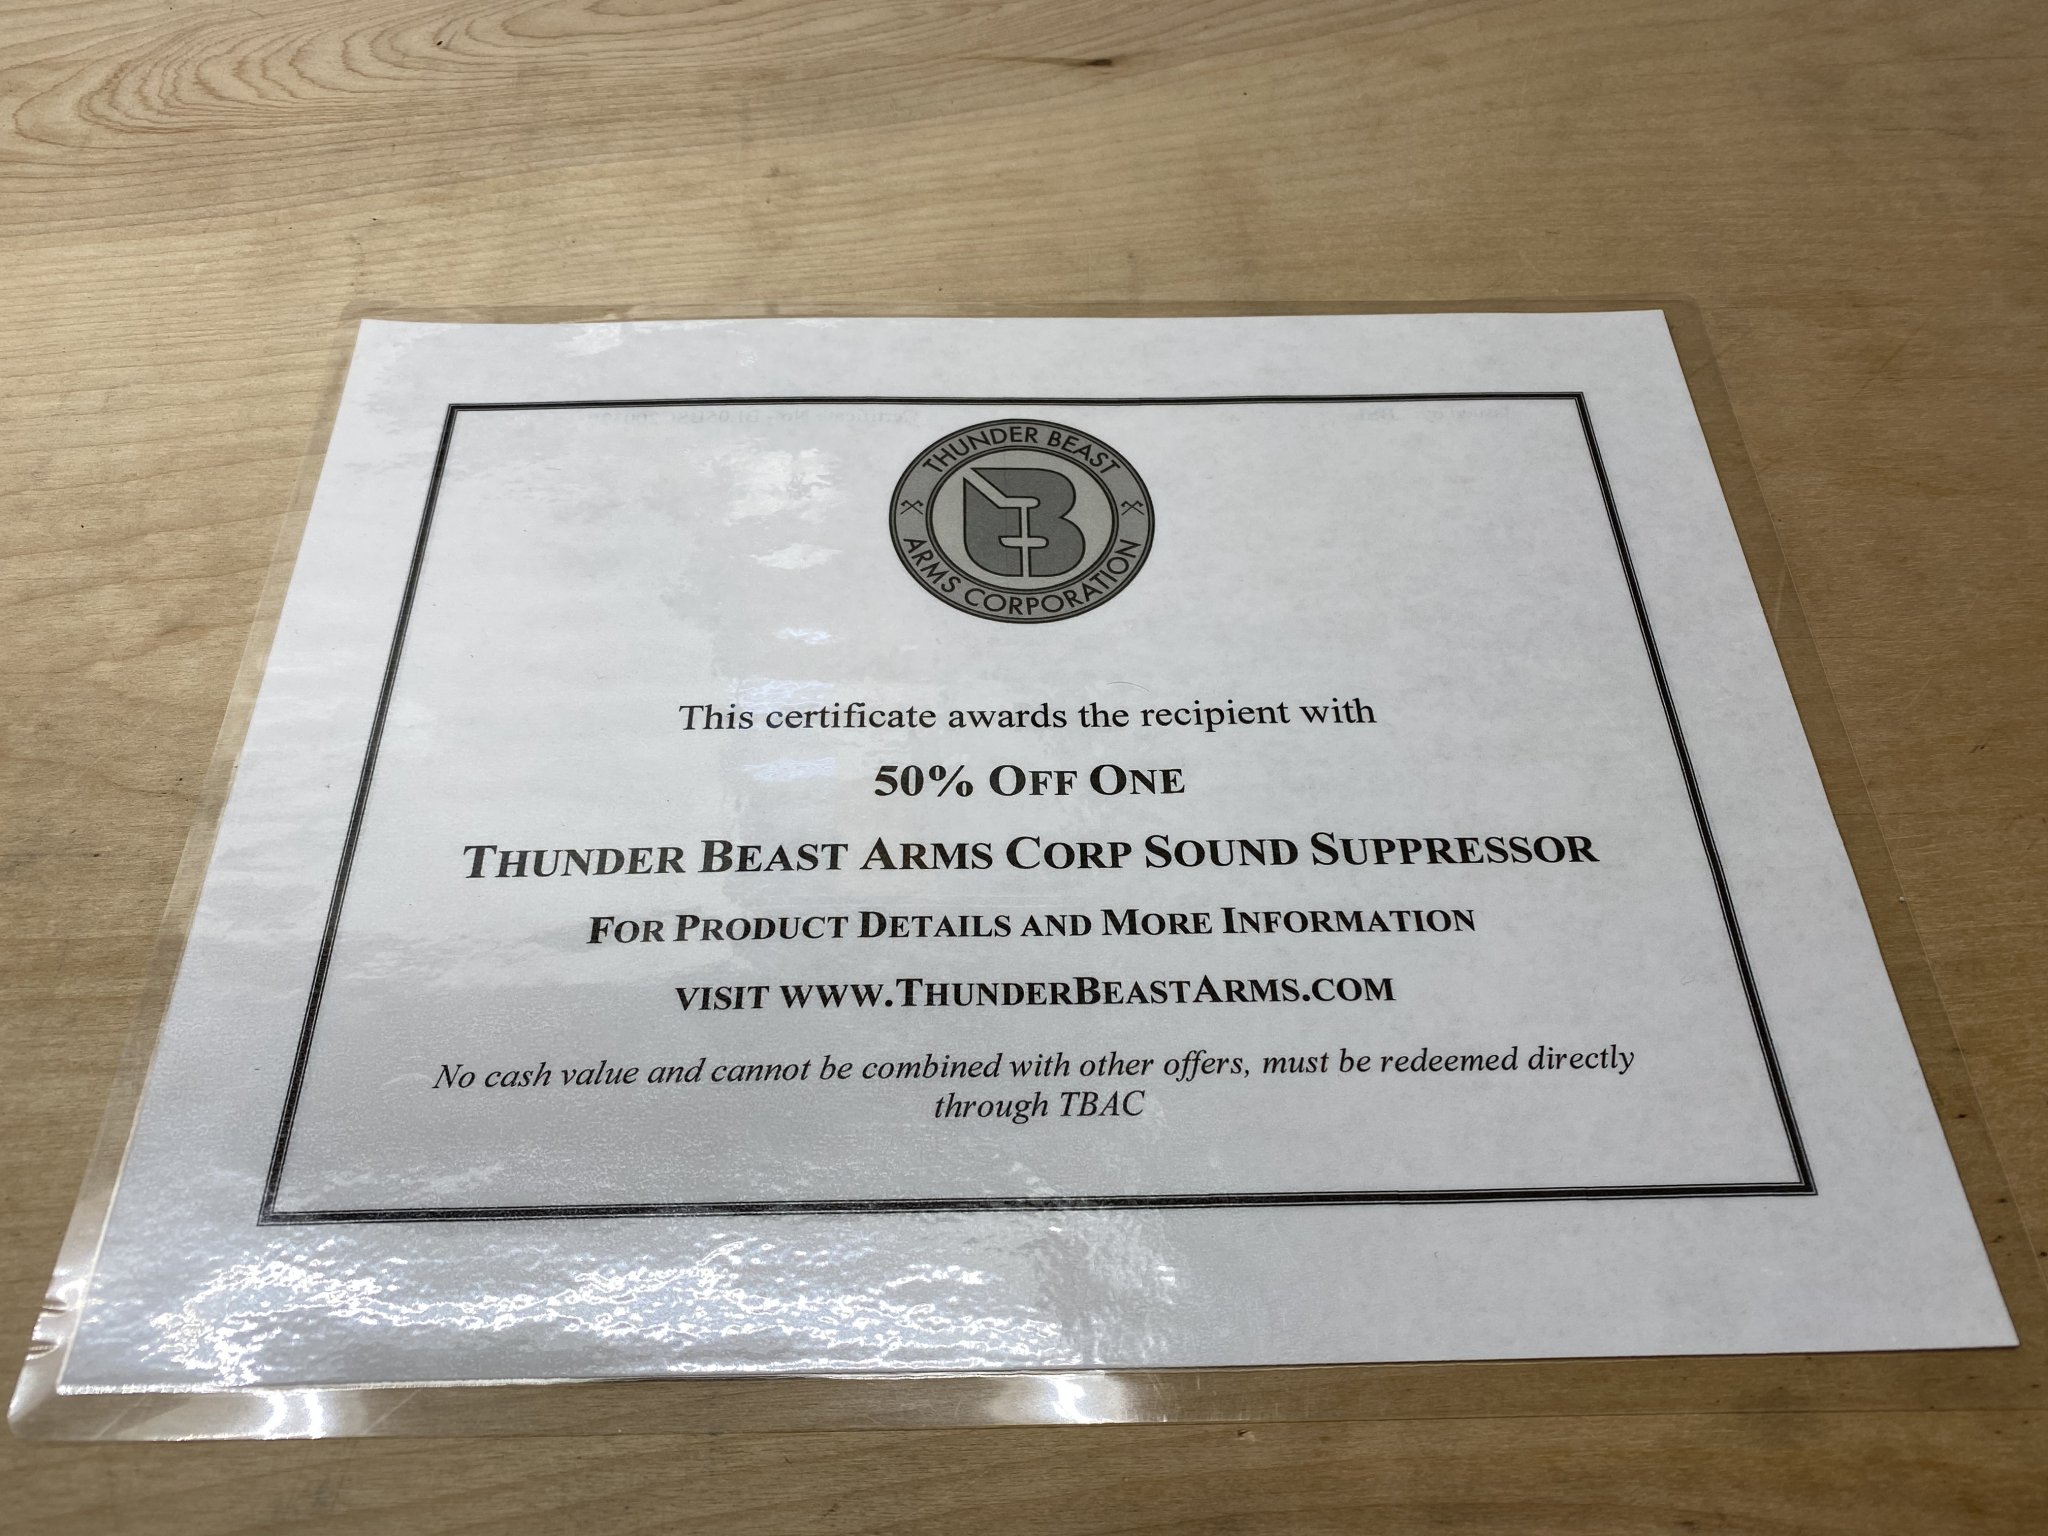 THUNDER BEAST
ARMS CORPORATION
This certificate awards the recipient with
50% OFF ONE
THUNDER BEAST ARMS CORP SOUND SUPPRESSOR
FOR PRODUCT DETAILS AND MORE INFORMATION
VISIT WWW.THUNDERBEASTARMS.COM
No cash value and cannot be combined with other offers, must be redeemed directly
through TBAC